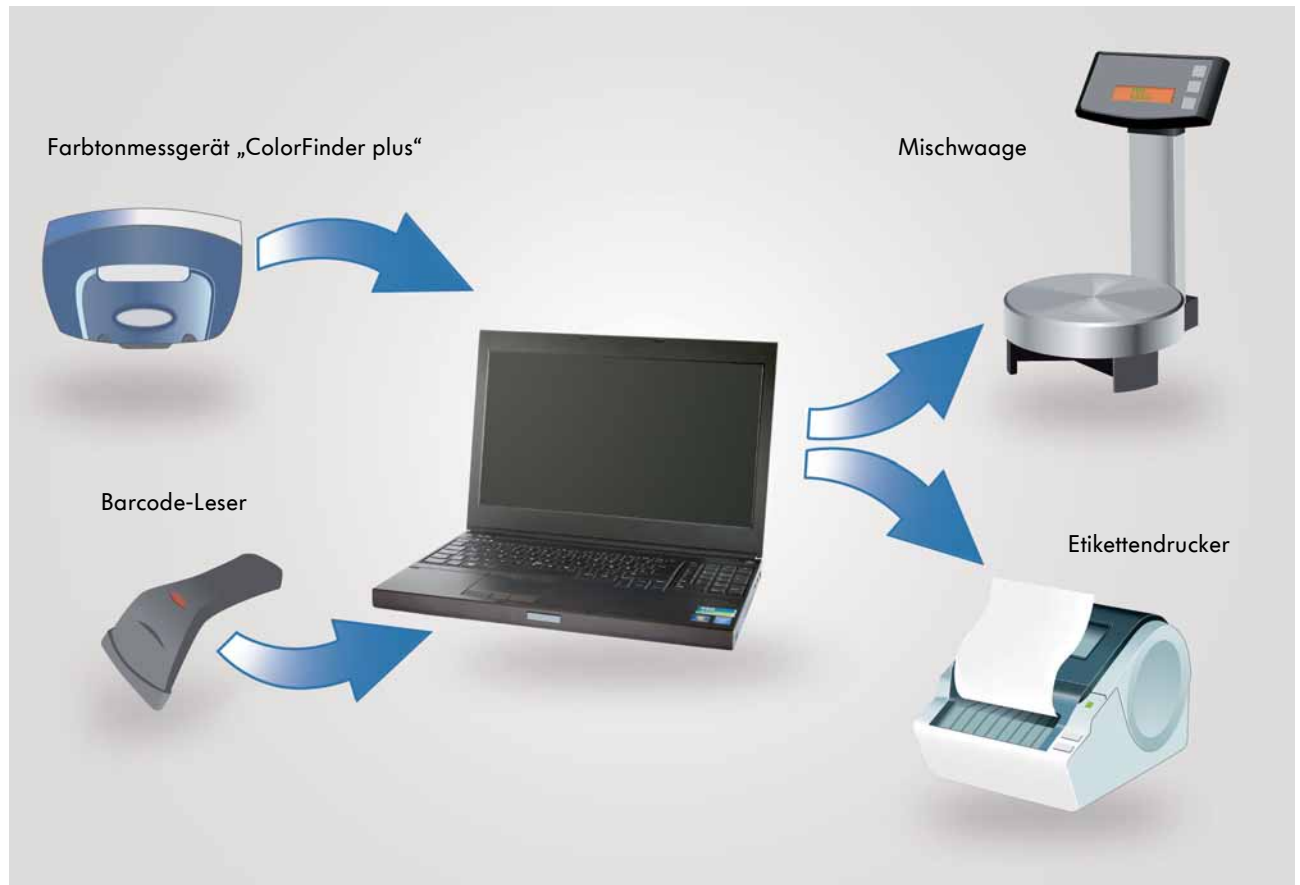 Farbtonmessgerät „ColorFinder plus“
Mischwaage
Barcode-Leser
Etikettendrucker